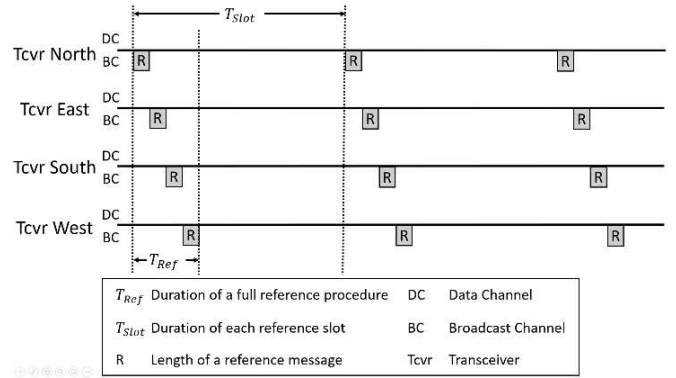 T_Slot
DC
Tcvr North
BC
R R R
DC
Tcvr East
BC
R R R
DC
Tcvr South
BC
R R R
DC
Tcvr West
BC
R R R
T_Ref
T_Ref Duration of a full reference procedure DC Data Channel
T_Slot Duration of each reference slot BC Broadcast Channel
R Length of a reference message Tcvr Transceiver